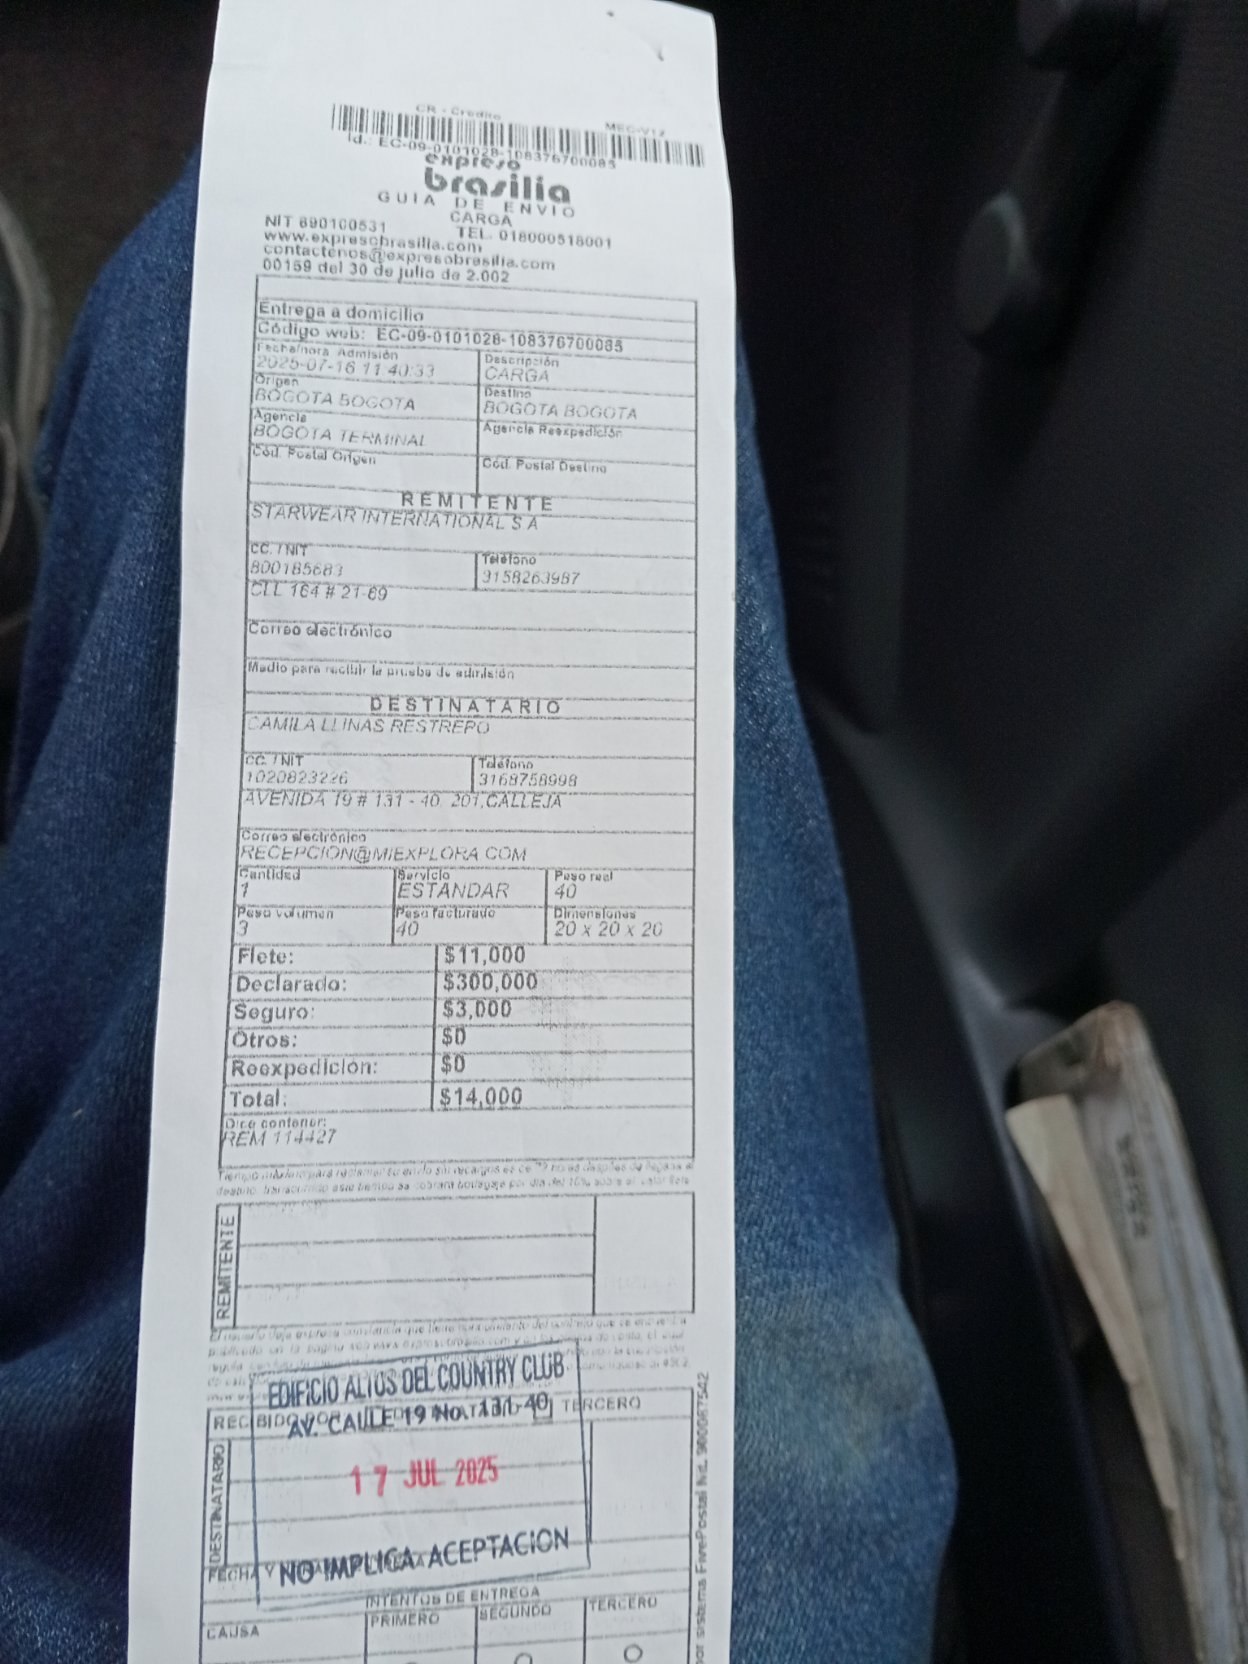 CR - Credito
MEC-V12
Id.: EC-09-0101028-108376700085
expreso
brasilia
GUIA DE ENVIO
CARGA
NIT 890100531 TEL. 018000518001
www.expresobrasilia.com
contactenos@expresobresilia.com
00159 del 30 de julio de 2.002
Entrega a domicilio
Código web: EC-09-0101028-108376700085
Fecha/hora Admisión
2025-07-16 11:40:33
Descripción
CARGA
Origen
BOGOTA BOGOTA
Destino
BOGOTA BOGOTA
Agencia
BOGOTA TERMINAL
Agencia Reexpedición
Cód. Postal Origen
Cód. Postal Destino
REMITENTE
STARWEAR INTERNATIONAL S A
CC. / NIT
800185683
Teléfono
3158263987
CLL 164 # 21-69
Correo electrónico
Medio para recibir la prueba de admisión
DESTINATARIO
CAMILA LLINAS RESTREPO
CC. / NIT
1020823226
Teléfono
3168758998
AVENIDA 19 # 131 - 40, 201,CALLEJA
Correo electrónico
RECEPCION@MIEXPLORA.COM
Cantidad
1
Servicio
ESTANDAR
Peso real
40
Peso volumen
3
Peso facturado
40
Dimensiones
20 x 20 x 20
Flete: $11,000
Declarado: $300,000
Seguro: $3,000
Otros: $0
Reexpedición: $0
Total: $14,000
Dice contener:
REM 114427
REMITENTE
EDIFICIO ALTOS DEL COUNTRY CLUB
RECIBIDO TERCERO
AV. CALLE 19 No. 131-40
17 JUL 2025
DESTINATARIO
FECHA Y
NO IMPLICA ACEPTACION
INTENTOS DE ENTREGA
CAUSA
PRIMERO
SEGUNDO
TERCERO
por sistema FivePostal Nit. 900087542